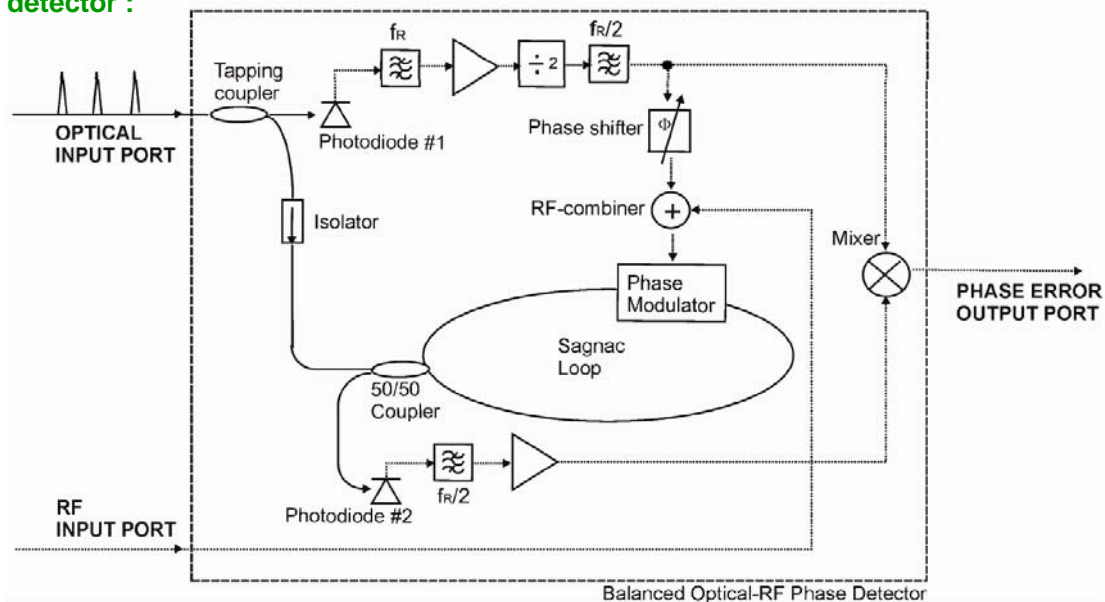 detector :
fR
fR/2
÷ 2
Tapping
coupler
OPTICAL
INPUT PORT
Photodiode #1
Phase shifter
Φ
Isolator
RF-combiner
+
Mixer
Phase
Modulator
PHASE ERROR
OUTPUT PORT
Sagnac
Loop
50/50
Coupler
fR/2
Photodiode #2
RF
INPUT PORT
Balanced Optical-RF Phase Detector